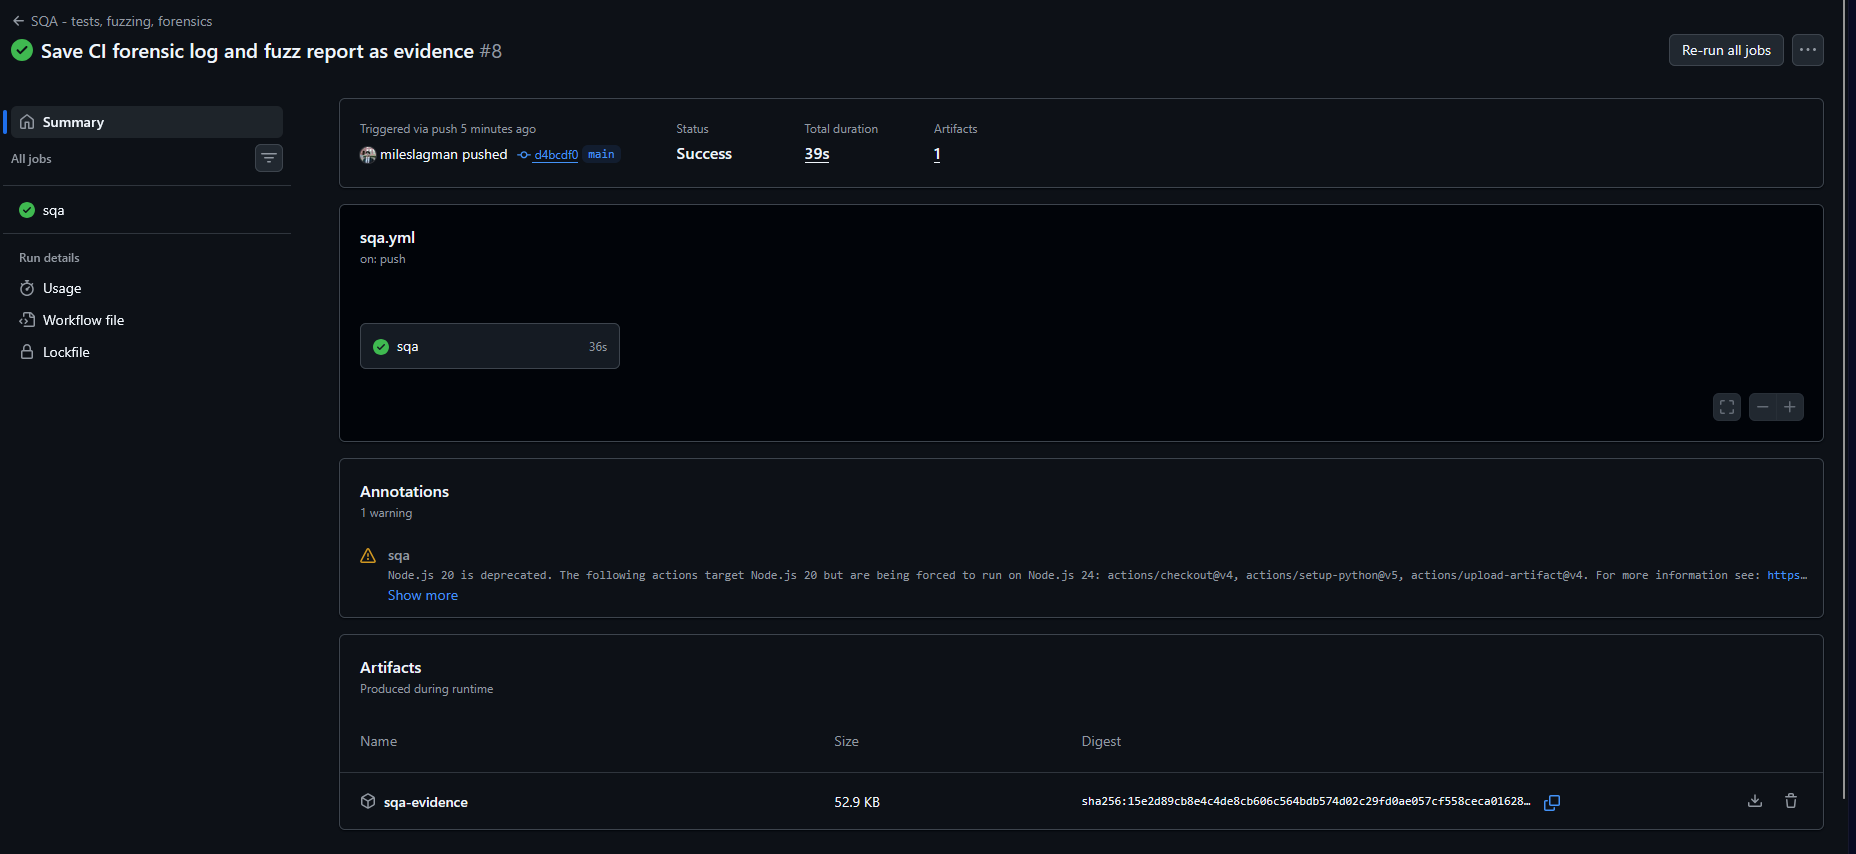 SQA - tests, fuzzing, forensics
Save CI forensic log and fuzz report as evidence #8
Re-run all jobs
Summary
All jobs
sqa
Run details
Usage
Workflow file
Lockfile
Triggered via push 5 minutes ago
mileslagman pushed d4bcdf0 main
Status
Success
Total duration
39s
Artifacts
1
sqa.yml
on: push
sqa 36s
Annotations
1 warning
sqa
Node.js 20 is deprecated. The following actions target Node.js 20 but are being forced to run on Node.js 24: actions/checkout@v4, actions/setup-python@v5, actions/upload-artifact@v4. For more information see: https…
Show more
Artifacts
Produced during runtime
Name Size Digest
sqa-evidence 52.9 KB sha256:15e2d89cb8e4c4de8cb606c564bdb574d02c29fd0ae057cf558ceca01628…